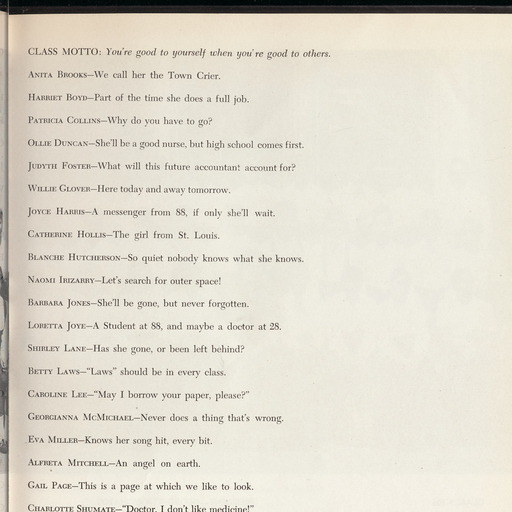 CLASS MOTTO: You're good to yourself when you're good to others.
ANITA BROOKS—We call her the Town Crier.
HARRIET BOYD—Part of the time she does a full job.
PATRICIA COLLINS—Why do you have to go?
OLLIE DUNCAN—She'll be a good nurse, but high school comes first.
JUDYTH FOSTER—What will this future accountant account for?
WILLIE GLOVER—Here today and away tomorrow.
JOYCE HARRIS—A messenger from 88, if only she'll wait.
CATHERINE HOLLIS—The girl from St. Louis.
BLANCHE HUTCHERSON—So quiet nobody knows what she knows.
NAOMI IRIZARRY—Let's search for outer space!
BARBARA JONES—She'll be gone, but never forgotten.
LORETTA JOYE—A Student at 88, and maybe a doctor at 28.
SHIRLEY LANE—Has she gone, or been left behind?
BETTY LAWS—"Laws" should be in every class.
CAROLINE LEE—"May I borrow your paper, please?"
GEORGIANNA MCMICHAEL—Never does a thing that's wrong.
EVA MILLER—Knows her song hit, every bit.
ALFRETA MITCHELL—An angel on earth.
GAIL PAGE—This is a page at which we like to look.
CHARLOTTE SHUMATE—"Doctor, I don't like medicine!"